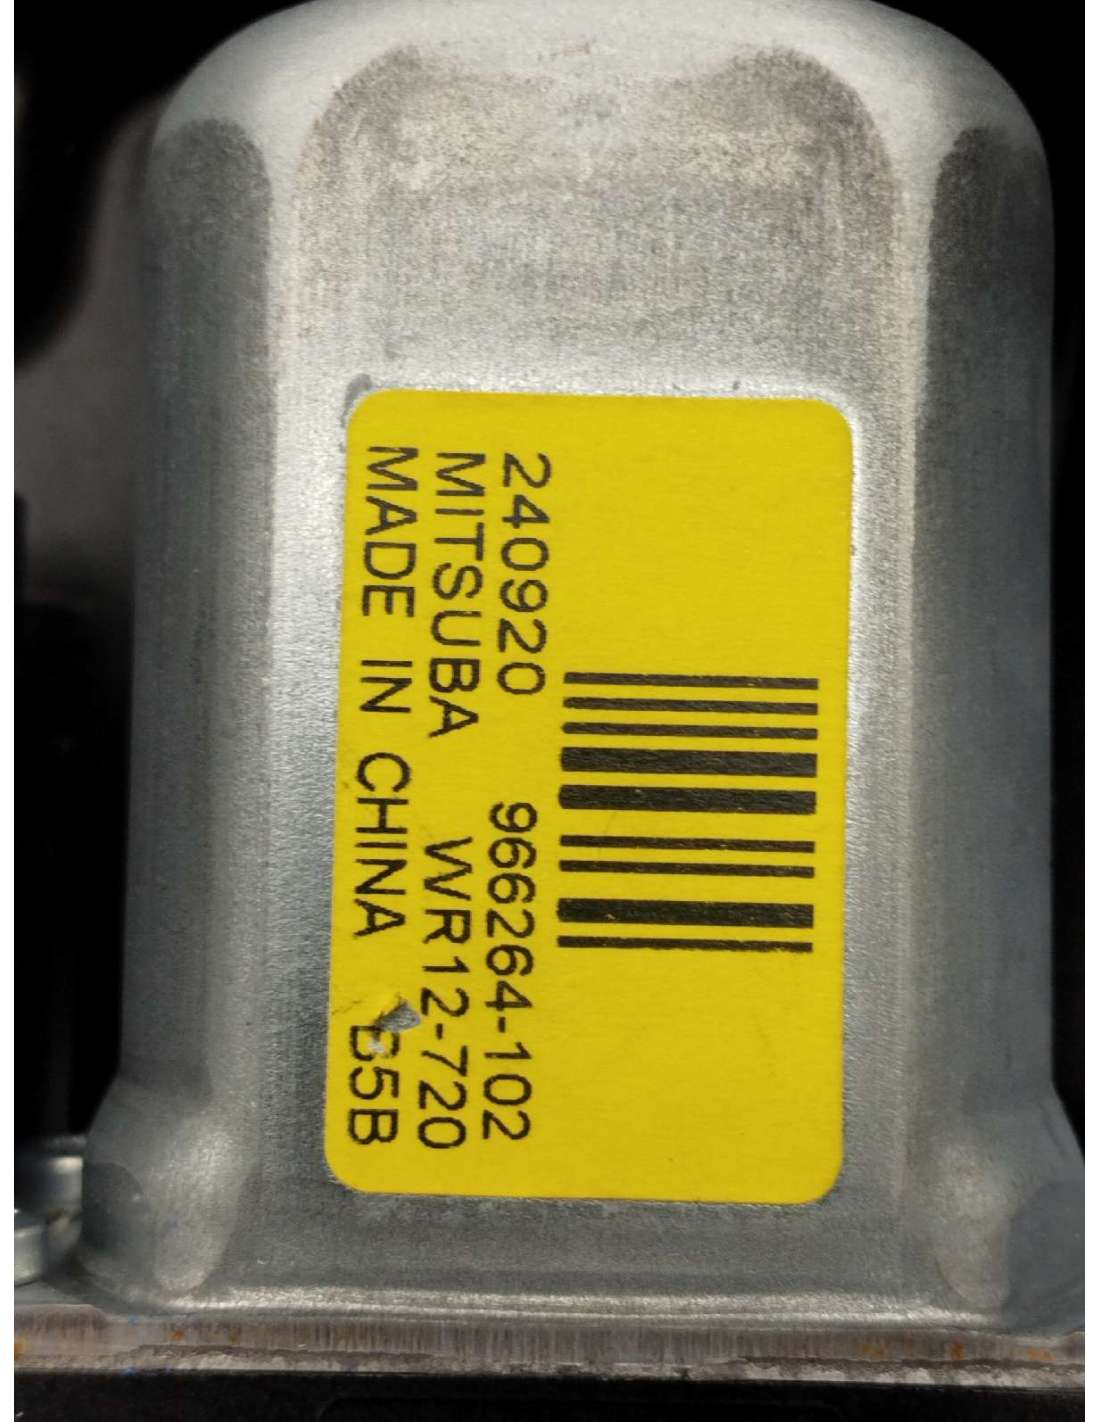 240920 966264-102
MITSUBA WR12-720
MADE IN CHINA B5B